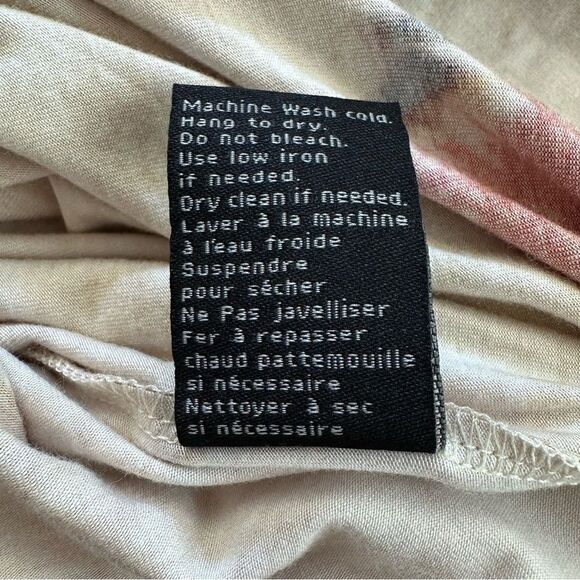 Machine Wash cold.
Hang to dry.
Do not bleach.
Use low iron
if needed.
Dry clean if needed.
Laver à la machine
à l'eau froide
Suspendre
pour sécher
Ne Pas javelliser
Fer à repasser
chaud pattemouille
si nécessaire
Nettoyer à sec
si nécessaire